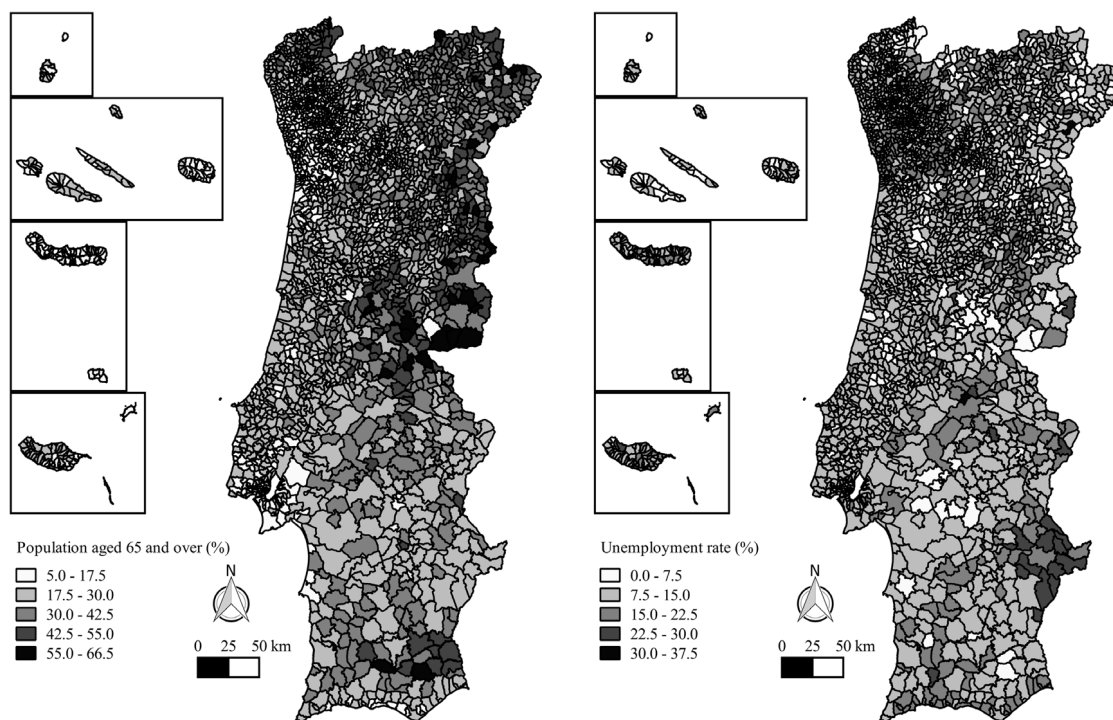 Population aged 65 and over (%)
5.0 - 17.5
17.5 - 30.0
30.0 - 42.5
42.5 - 55.0
55.0 - 66.5
N
0 25 50 km
Unemployment rate (%)
0.0 - 7.5
7.5 - 15.0
15.0 - 22.5
22.5 - 30.0
30.0 - 37.5
N
0 25 50 km